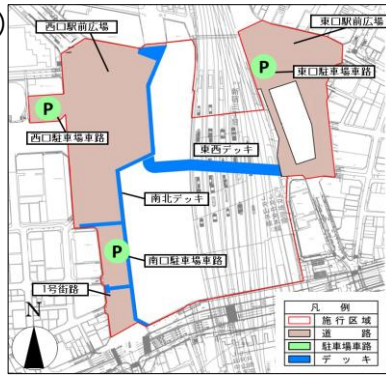 西口駅前広場
東口駅前広場
P
東口駐車場車路
P
西口駐車場車路
東西デッキ
南北デッキ
P
南口駐車場車路
1号街路
N
凡 例
施行区域
道 路
駐車場車路
デッキ